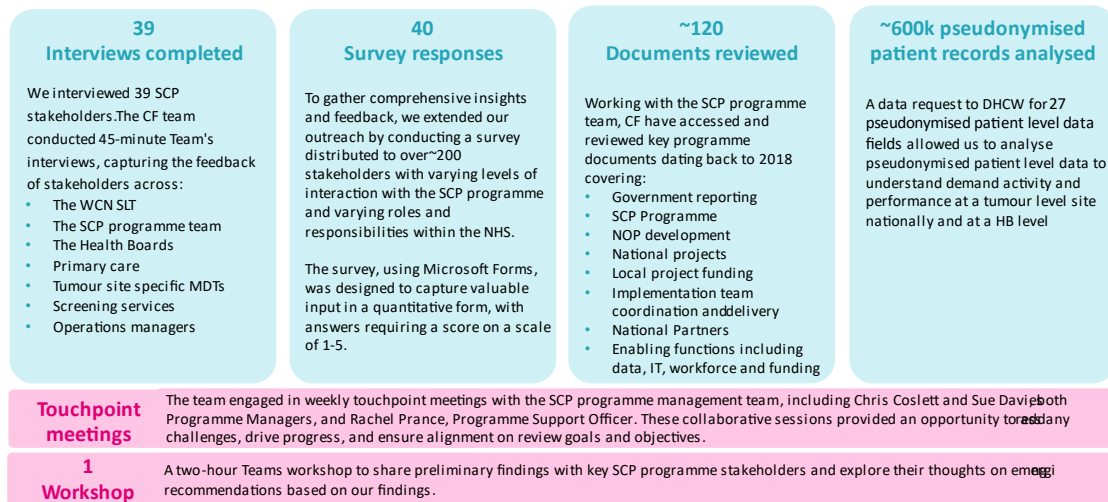 39
Interviews completed
We interviewed 39 SCP
stakeholders.The CF team
conducted 45-minute Team's
interviews, capturing the feedback
of stakeholders across:
• The WCN SLT
• The SCP programme team
• The Health Boards
• Primary care
• Tumour site specific MDTs
• Screening services
• Operations managers
40
Survey responses
To gather comprehensive insights
and feedback, we extended our
outreach by conducting a survey
distributed to over~200
stakeholders with varying levels of
interaction with the SCP programme
and varying roles and
responsibilities within the NHS.
The survey, using Microsoft Forms,
was designed to capture valuable
input in a quantitative form, with
answers requiring a score on a scale
of 1-5.
~120
Documents reviewed
Working with the SCP programme
team, CF have accessed and
reviewed key programme
documents dating back to 2018
covering:
• Government reporting
• SCP Programme
• NOP development
• National projects
• Local project funding
• Implementation team
coordination anddelivery
• National Partners
• Enabling functions including
data, IT, workforce and funding
~600k pseudonymised
patient records analysed
A data request to DHCW for 27
pseudonymised patient level data
fields allowed us to analyse
pseudonymised patient level data to
understand demand activity and
performance at a tumour level site
nationally and at a HB level
Touchpoint
meetings
The team engaged in weekly touchpoint meetings with the SCP programme management team, including Chris Coslett and Sue Davies, both
Programme Managers, and Rachel Prance, Programme Support Officer. These collaborative sessions provided an opportunity to any
challenges, drive progress, and ensure alignment on review goals and objectives.
1
Workshop
A two-hour Teams workshop to share preliminary findings with key SCP programme stakeholders and explore their thoughts on
recommendations based on our findings.